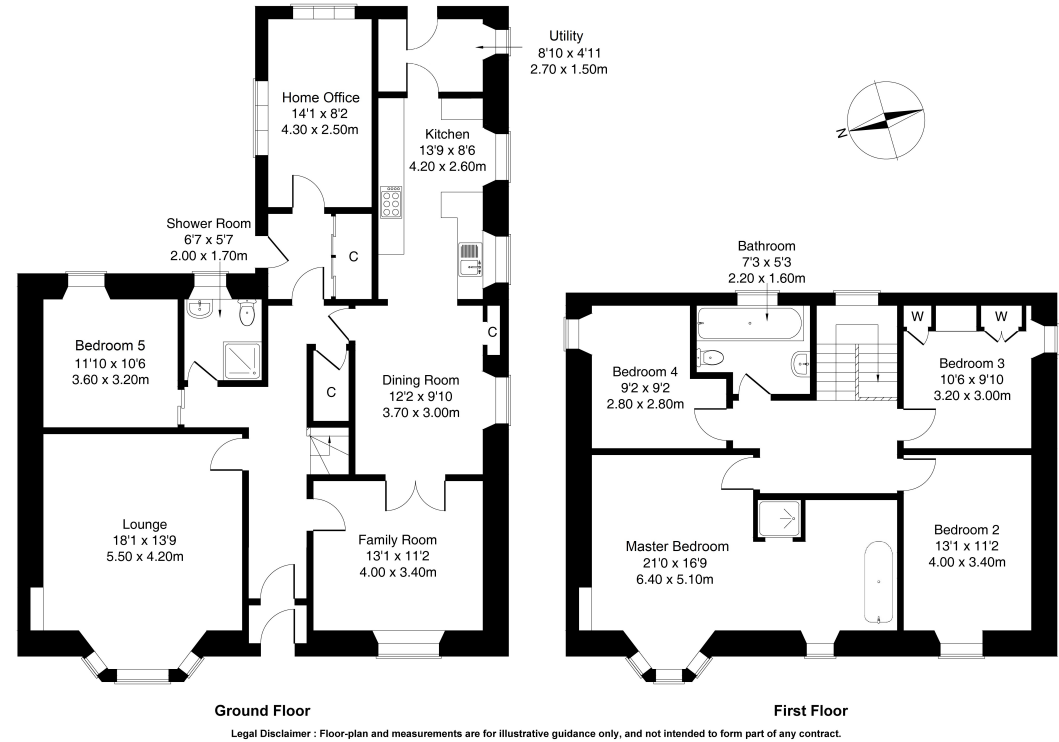 Utility
8'10 x 4'11
2.70 x 1.50m
Home Office
14'1 x 8'2
4.30 x 2.50m
Kitchen
13'9 x 8'6
4.20 x 2.60m
N
Shower Room
6'7 x 5'7
2.00 x 1.70m
C
Bathroom
7'3 x 5'3
2.20 x 1.60m
Bedroom 5
11'10 x 10'6
3.60 x 3.20m
C
C
Dining Room
12'2 x 9'10
3.70 x 3.00m
W
W
Bedroom 4
9'2 x 9'2
2.80 x 2.80m
Bedroom 3
10'6 x 9'10
3.20 x 3.00m
Lounge
18'1 x 13'9
5.50 x 4.20m
Family Room
13'1 x 11'2
4.00 x 3.40m
Master Bedroom
21'0 x 16'9
6.40 x 5.10m
Bedroom 2
13'1 x 11'2
4.00 x 3.40m
Ground Floor
First Floor
Legal Disclaimer : Floor-plan and measurements are for illustrative guidance only, and not intended to form part of any contract.